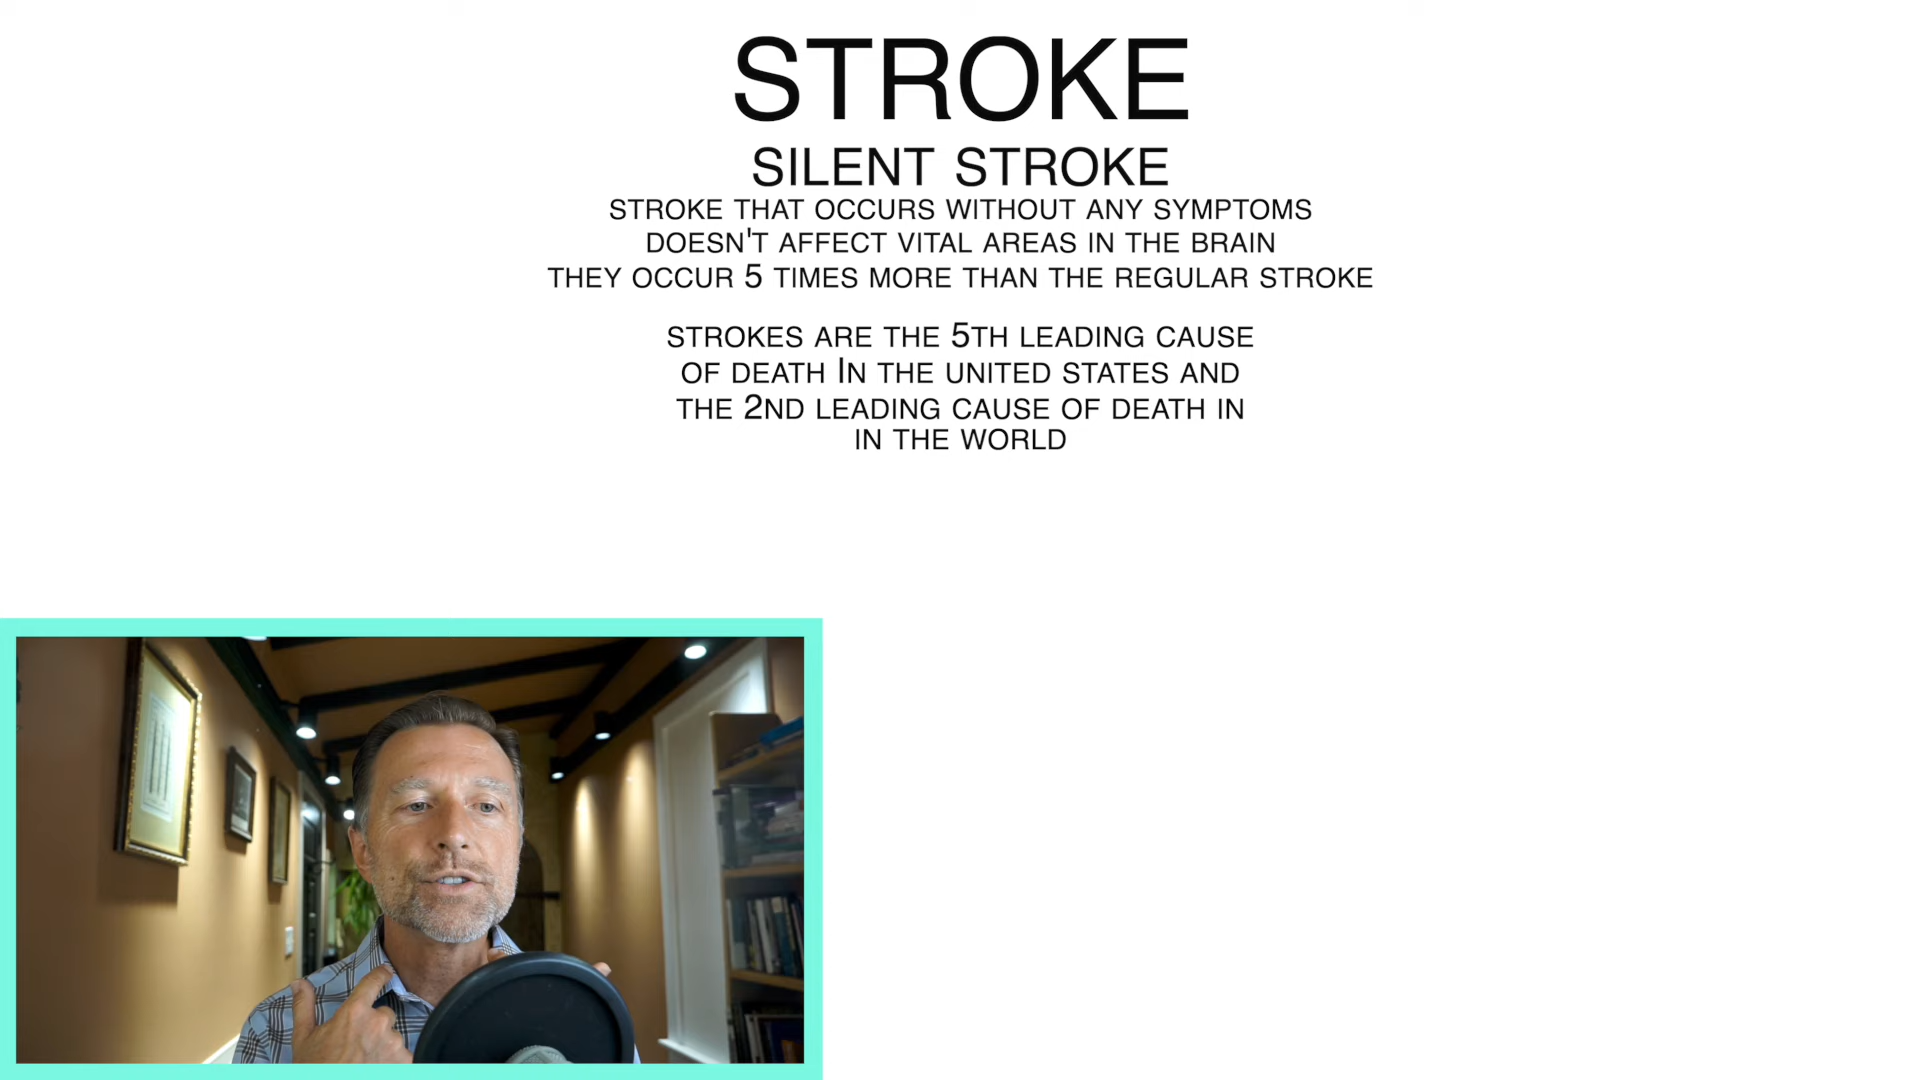 STROKE
SILENT STROKE
STROKE THAT OCCURS WITHOUT ANY SYMPTOMS
DOESN'T AFFECT VITAL AREAS IN THE BRAIN
THEY OCCUR 5 TIMES MORE THAN THE REGULAR STROKE
STROKES ARE THE 5TH LEADING CAUSE
OF DEATH IN THE UNITED STATES AND
THE 2ND LEADING CAUSE OF DEATH IN
IN THE WORLD